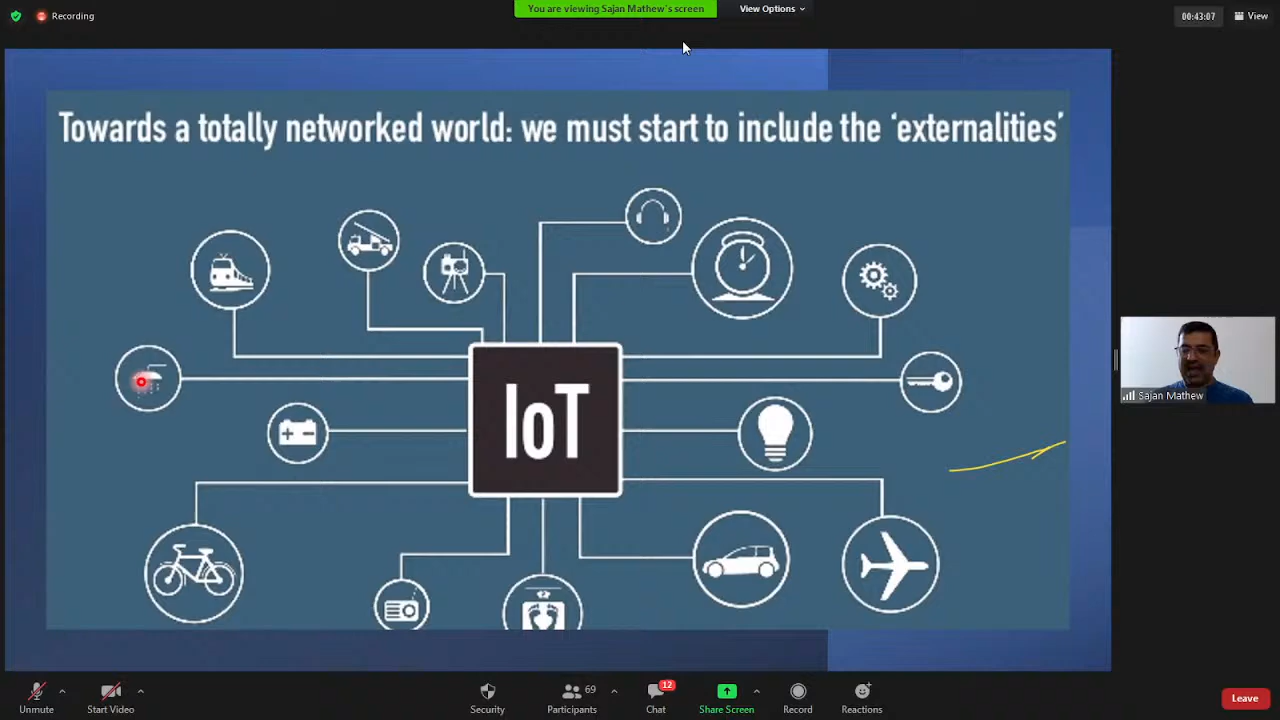 Recording
You are viewing Sajan Mathew's screen
View Options
00:43:07
View
Towards a totally networked world: we must start to include the 'externalities'
IoT
Sajan Mathew
Unmute
Start Video
Security
69
Participants
12
Chat
Share Screen
Record
Reactions
Leave